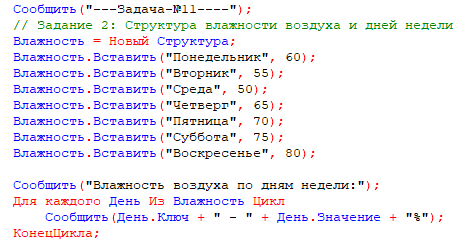 Сообщить("---Задача-№11----");
// Задание 2: Структура влажности воздуха и дней недели
Влажность = Новый Структура;
Влажность.Вставить("Понедельник", 60);
Влажность.Вставить("Вторник", 55);
Влажность.Вставить("Среда", 50);
Влажность.Вставить("Четверг", 65);
Влажность.Вставить("Пятница", 70);
Влажность.Вставить("Суббота", 75);
Влажность.Вставить("Воскресенье", 80);
Сообщить("Влажность воздуха по дням недели:");
Для каждого День Из Влажность Цикл
Сообщить(День.Ключ + " - " + День.Значение + "%");
КонецЦикла;